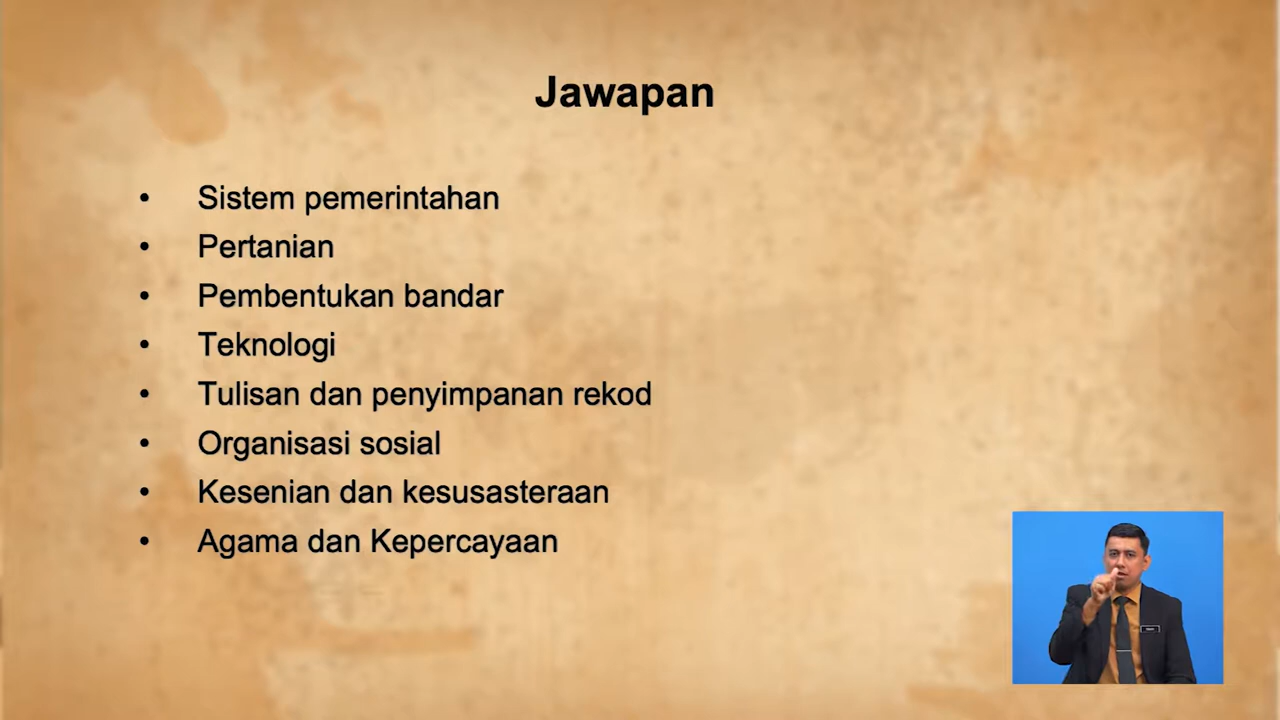 Jawapan
• Sistem pemerintahan
• Pertanian
• Pembentukan bandar
• Teknologi
• Tulisan dan penyimpanan rekod
• Organisasi sosial
• Kesenian dan kesusasteraan
• Agama dan Kepercayaan